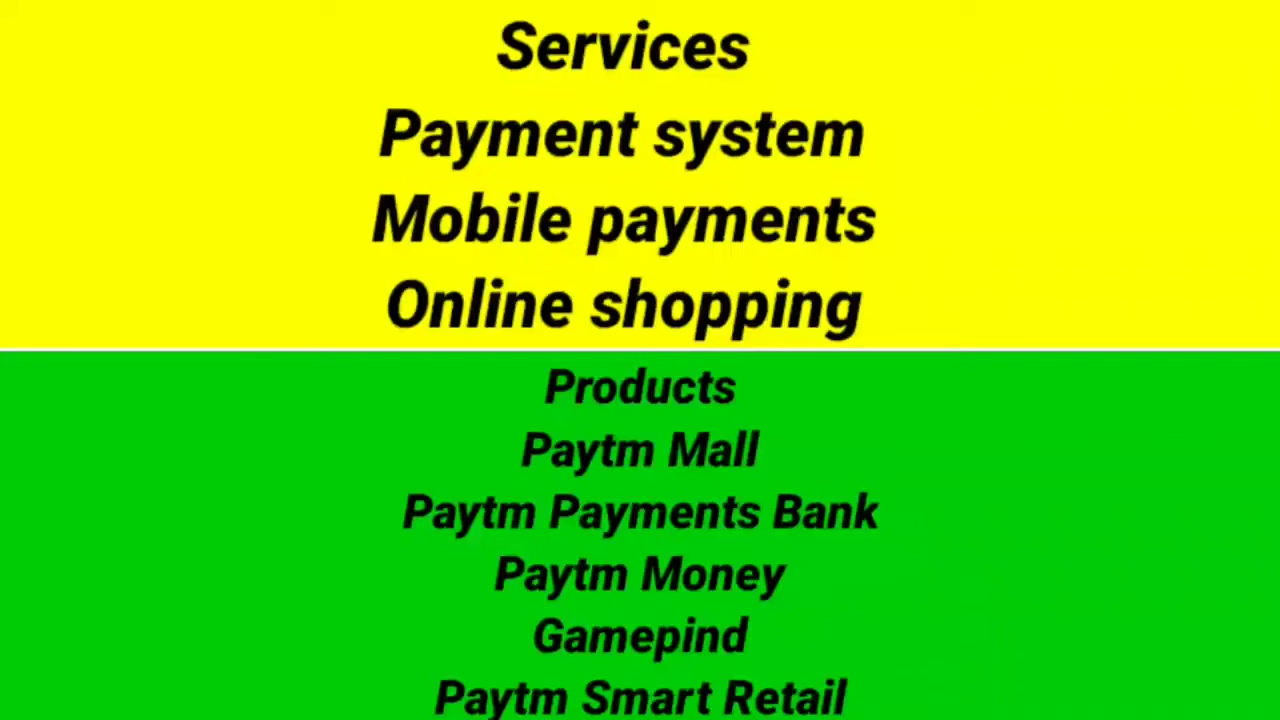 Services
Payment system
Mobile payments
Online shopping
Products
Paytm Mall
Paytm Payments Bank
Paytm Money
Gamepind
Paytm Smart Retail